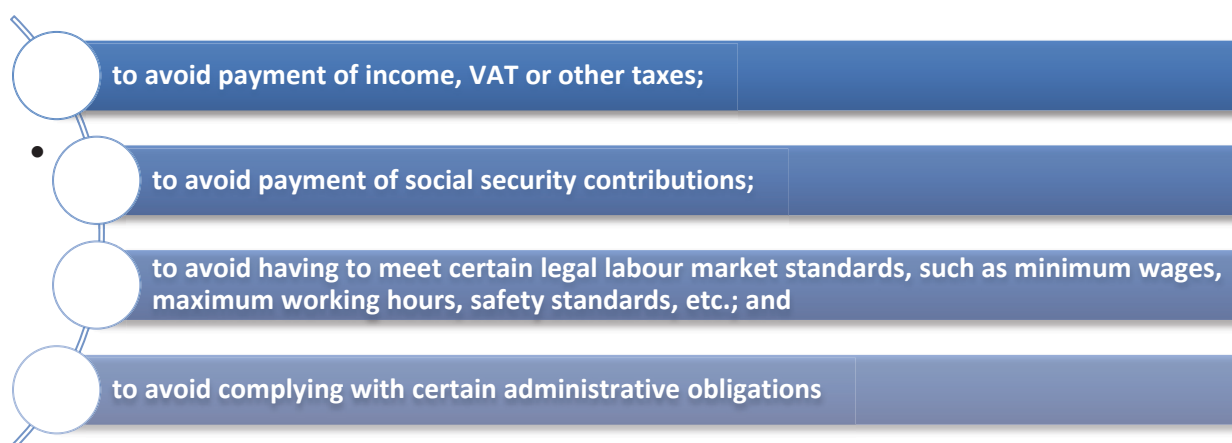 to avoid payment of income, VAT or other taxes;
•
to avoid payment of social security contributions;
to avoid having to meet certain legal labour market standards, such as minimum wages,
maximum working hours, safety standards, etc.; and
to avoid complying with certain administrative obligations